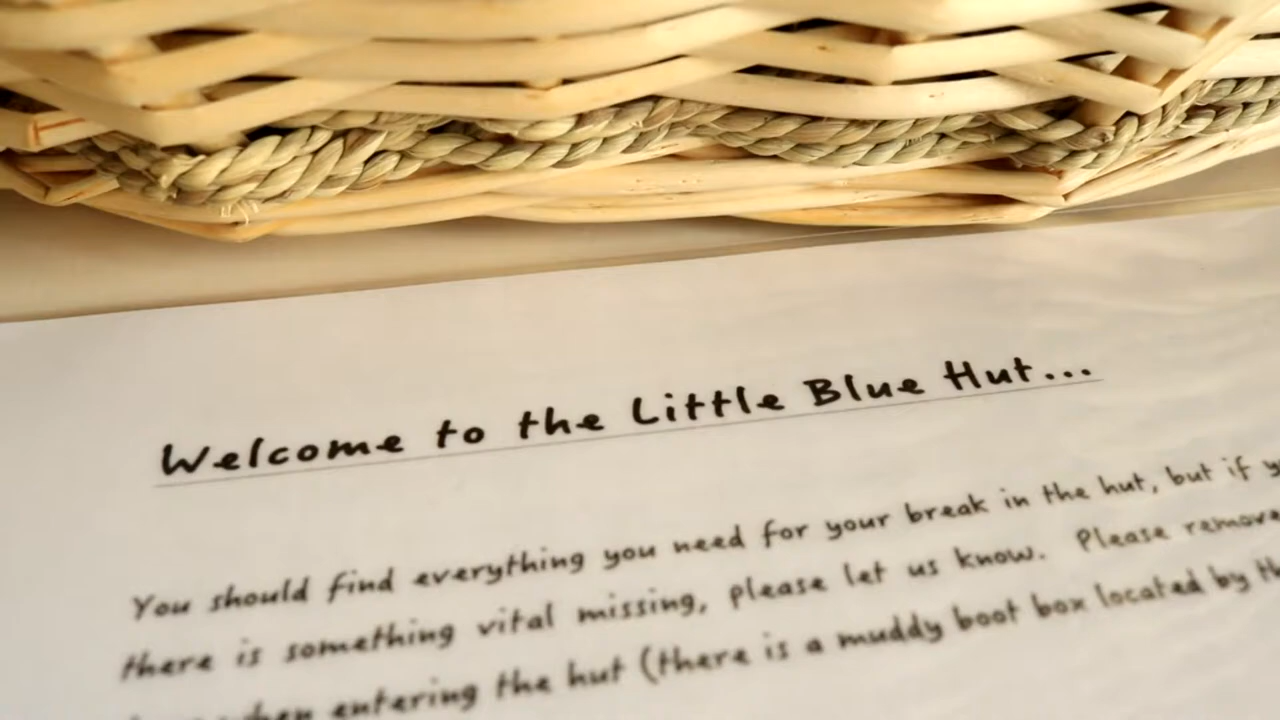 Welcome to the Little Blue Hut...
You should find everything you need for your break in the hut, but if
there is something vital missing, please let us know. Please remove
when entering the hut (there is a muddy boot box located by